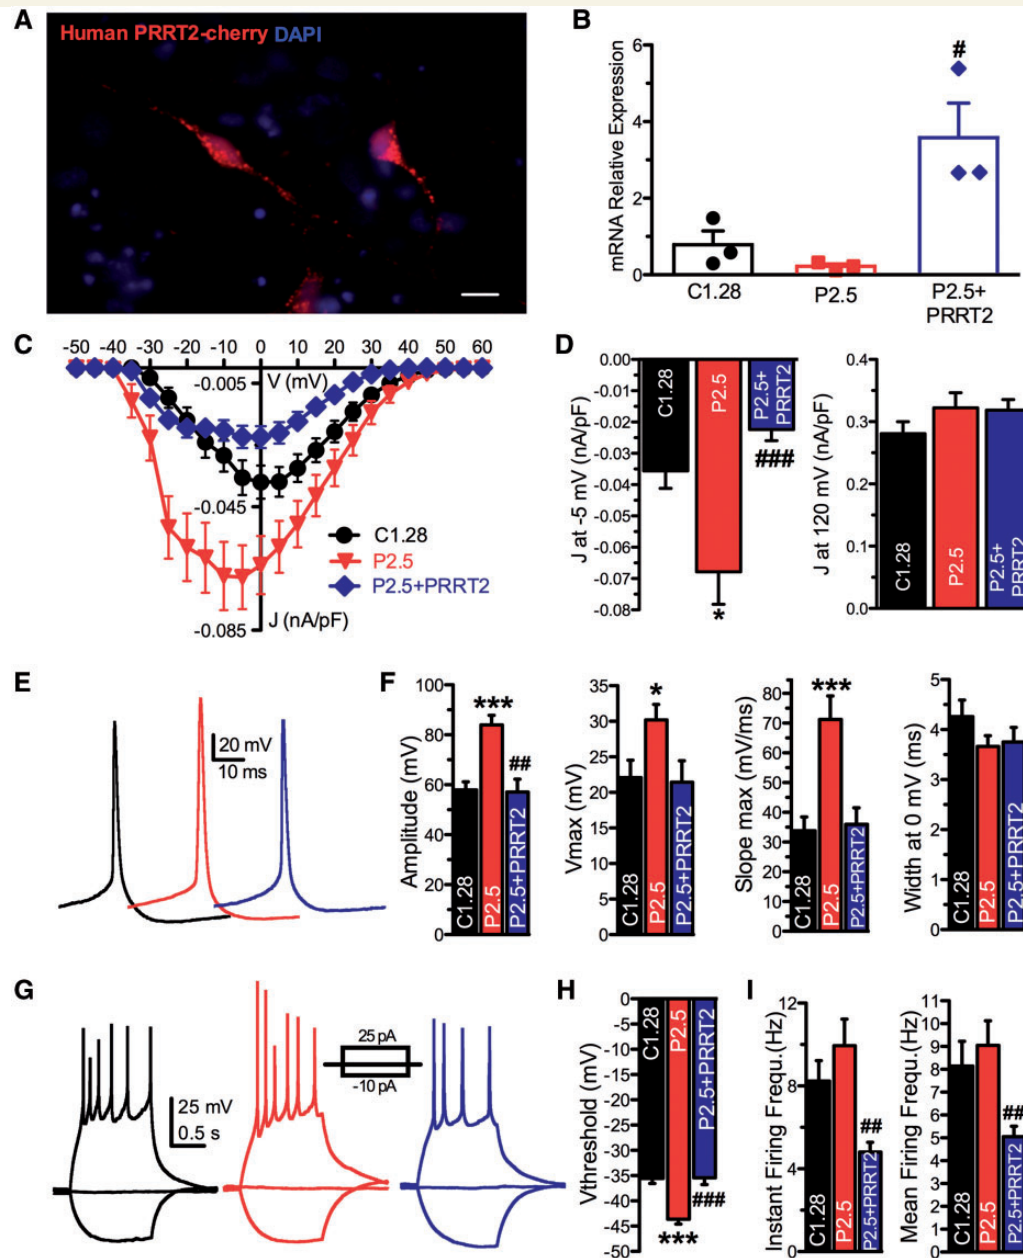 A
Human PRRT2-cherry DAPI
B
mRNA Relative Expression
6
4
2
0
#
C1.28
P2.5
P2.5+
PRRT2
C
-50 -40 -30 -20 -10 0 10 20 30 40 50 60
V (mV)
-0.005
-0.045
-0.085
J (nA/pF)
C1.28
P2.5
P2.5+PRRT2
D
J at -5 mV (nA/pF)
0.00
-0.01
-0.02
-0.03
-0.04
-0.05
-0.06
-0.07
-0.08
C1.28
P2.5
P2.5+
PRRT2
###
*
J at 120 mV (nA/pF)
0.4
0.3
0.2
0.1
0.0
C1.28
P2.5
P2.5+
PRRT2
E
20 mV
10 ms
F
Amplitude (mV)
100
80
60
40
20
0
***
##
C1.28
P2.5
P2.5+PRRT2
Vmax (mV)
35
30
25
20
15
10
5
0
*
C1.28
P2.5
P2.5+PRRT2
Slope max (mV/ms)
80
70
60
50
40
30
20
10
0
***
C1.28
P2.5
P2.5+PRRT2
Width at 0 mV (ms)
5
4
3
2
1
0
C1.28
P2.5
P2.5+PRRT2
G
25 mV
0.5 s
25 pA
-10 pA
H
Vthreshold (mV)
0
-5
-10
-15
-20
-25
-30
-35
-40
-45
-50
C1.28
P2.5
P2.5+PRRT2
###
***
I
Instant Firing Frequ.(Hz)
12
8
4
0
##
C1.28
P2.5
P2.5+PRRT2
Mean Firing Frequ.(Hz)
11
10
9
8
7
6
5
4
3
2
1
0
##
C1.28
P2.5
P2.5+PRRT2